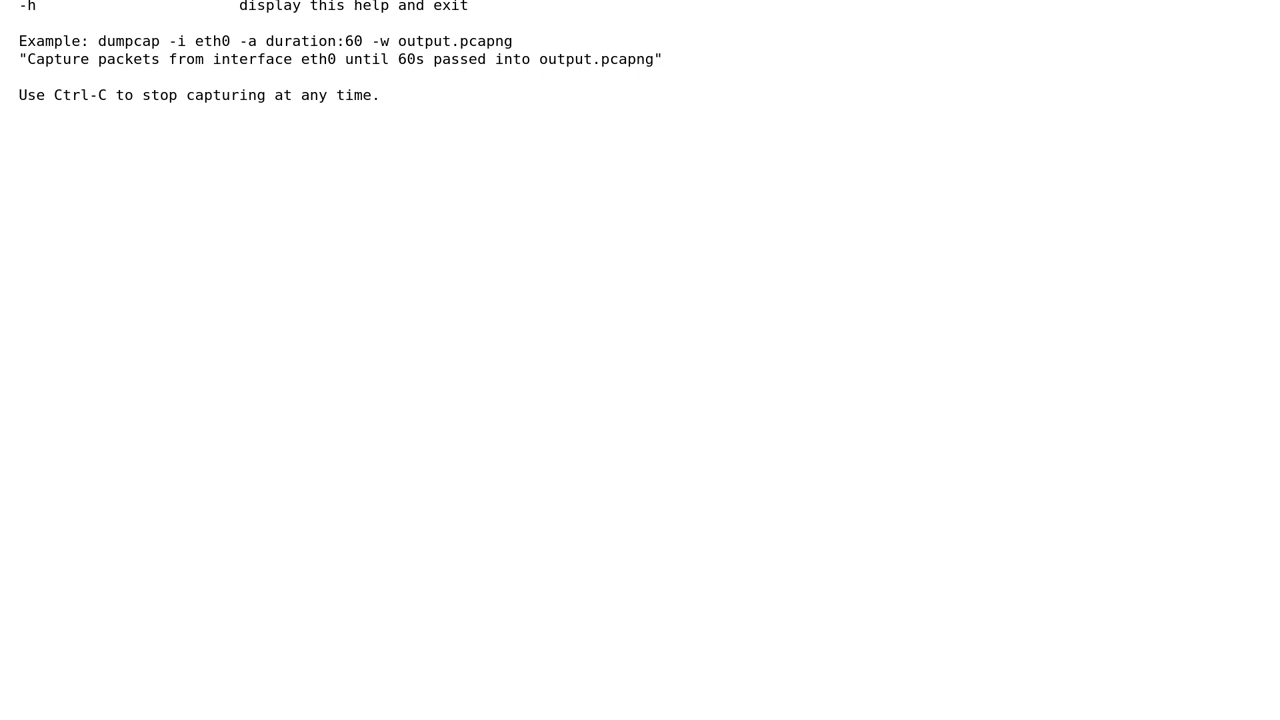 -h                       display this help and exit

Example: dumpcap -i eth0 -a duration:60 -w output.pcapng
"Capture packets from interface eth0 until 60s passed into output.pcapng"

Use Ctrl-C to stop capturing at any time.